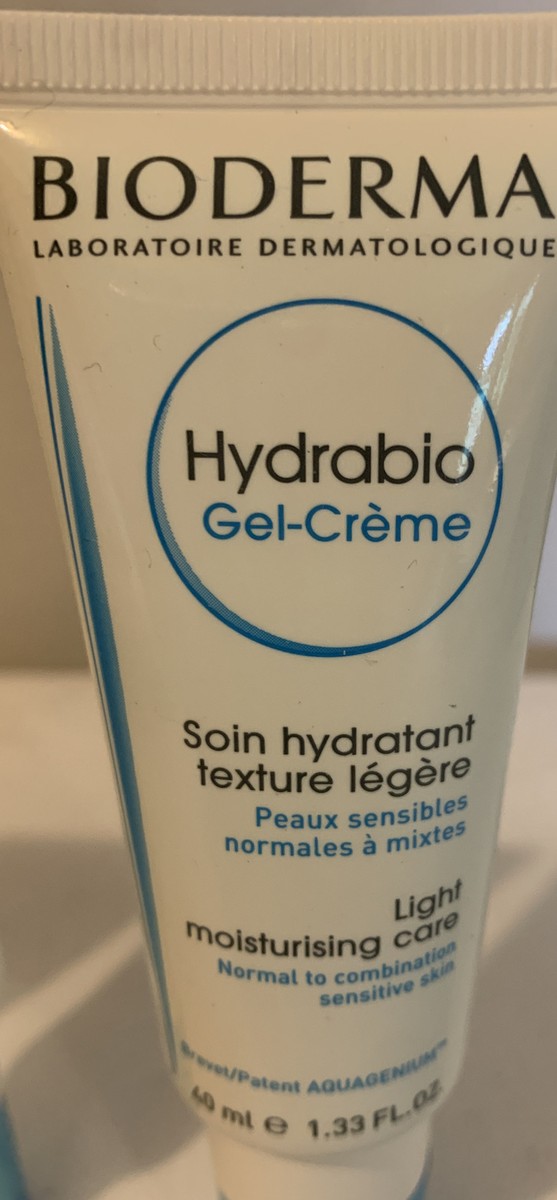 BIODERMA
LABORATOIRE DERMATOLOGIQUE
Hydrabio
Gel-Crème
Soin hydratant
texture légère
Peaux sensibles
normales à mixtes
Light
moisturising care
Normal to combination
sensitive skin
Brevet/Patent AQUAGENIUM™
40 ml e 1.33 FL.OZ.